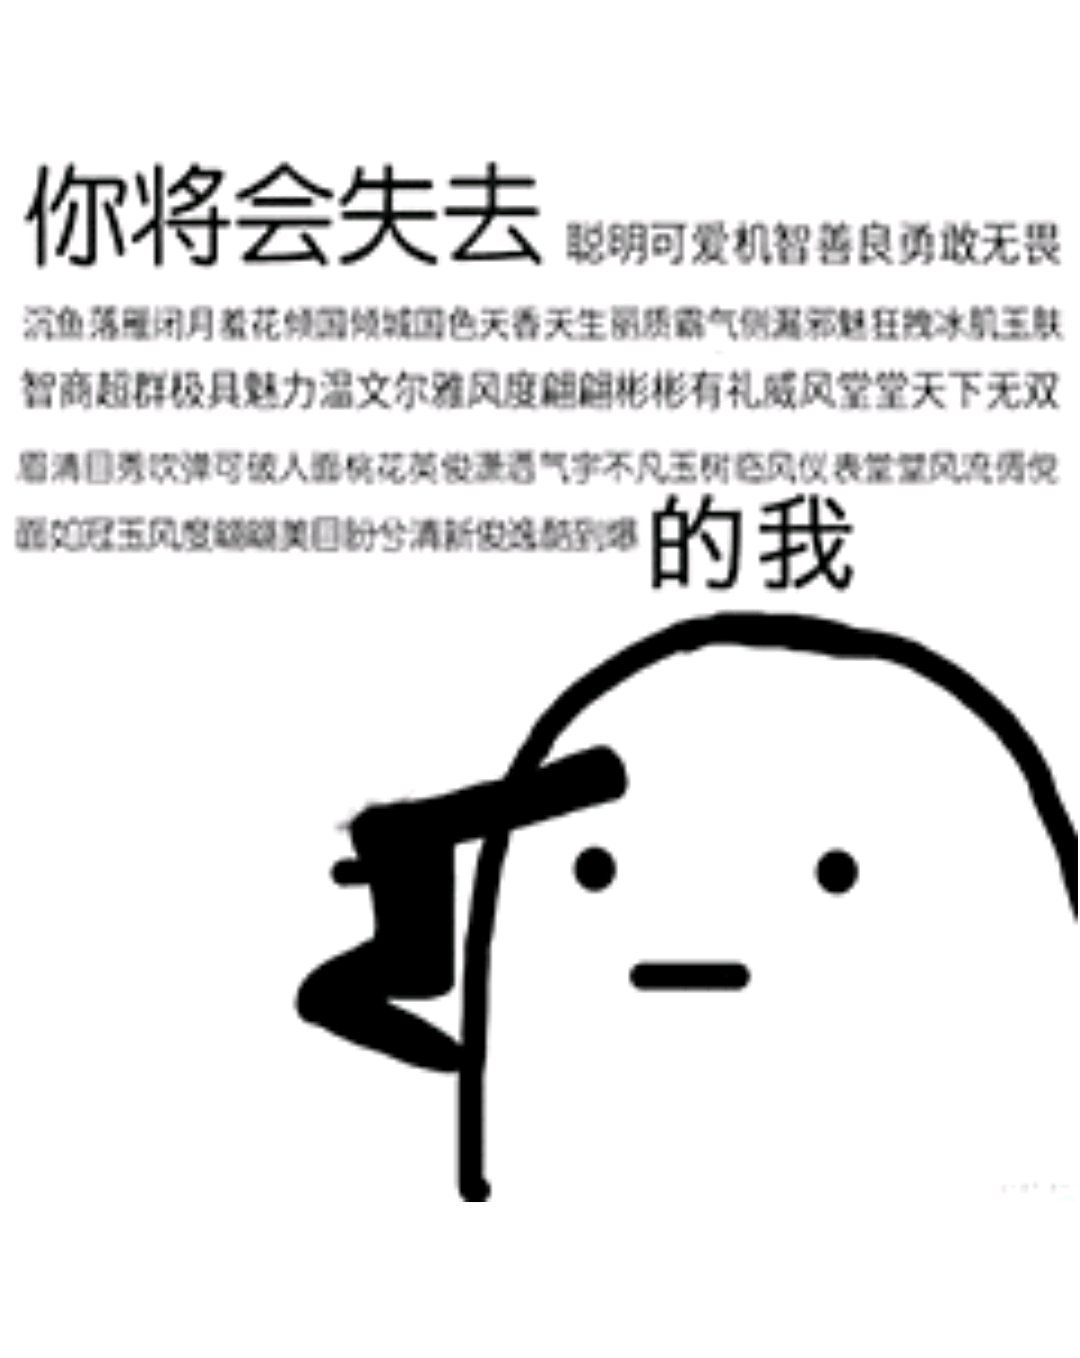 你将会失去 聪明可爱机智善良勇敢无畏
沉鱼落雁闭月羞花倾国倾城国色天香天生丽质霸气侧漏邪魅狂拽冰肌玉肤
智商超群极具魅力温文尔雅风度翩翩彬彬有礼威风堂堂天下无双
眉清目秀吹弹可破人面桃花英俊潇洒气宇不凡玉树临风仪表堂堂风流倜傥
面如冠玉风度翩翩美目盼兮清新俊逸酷到爆 的我